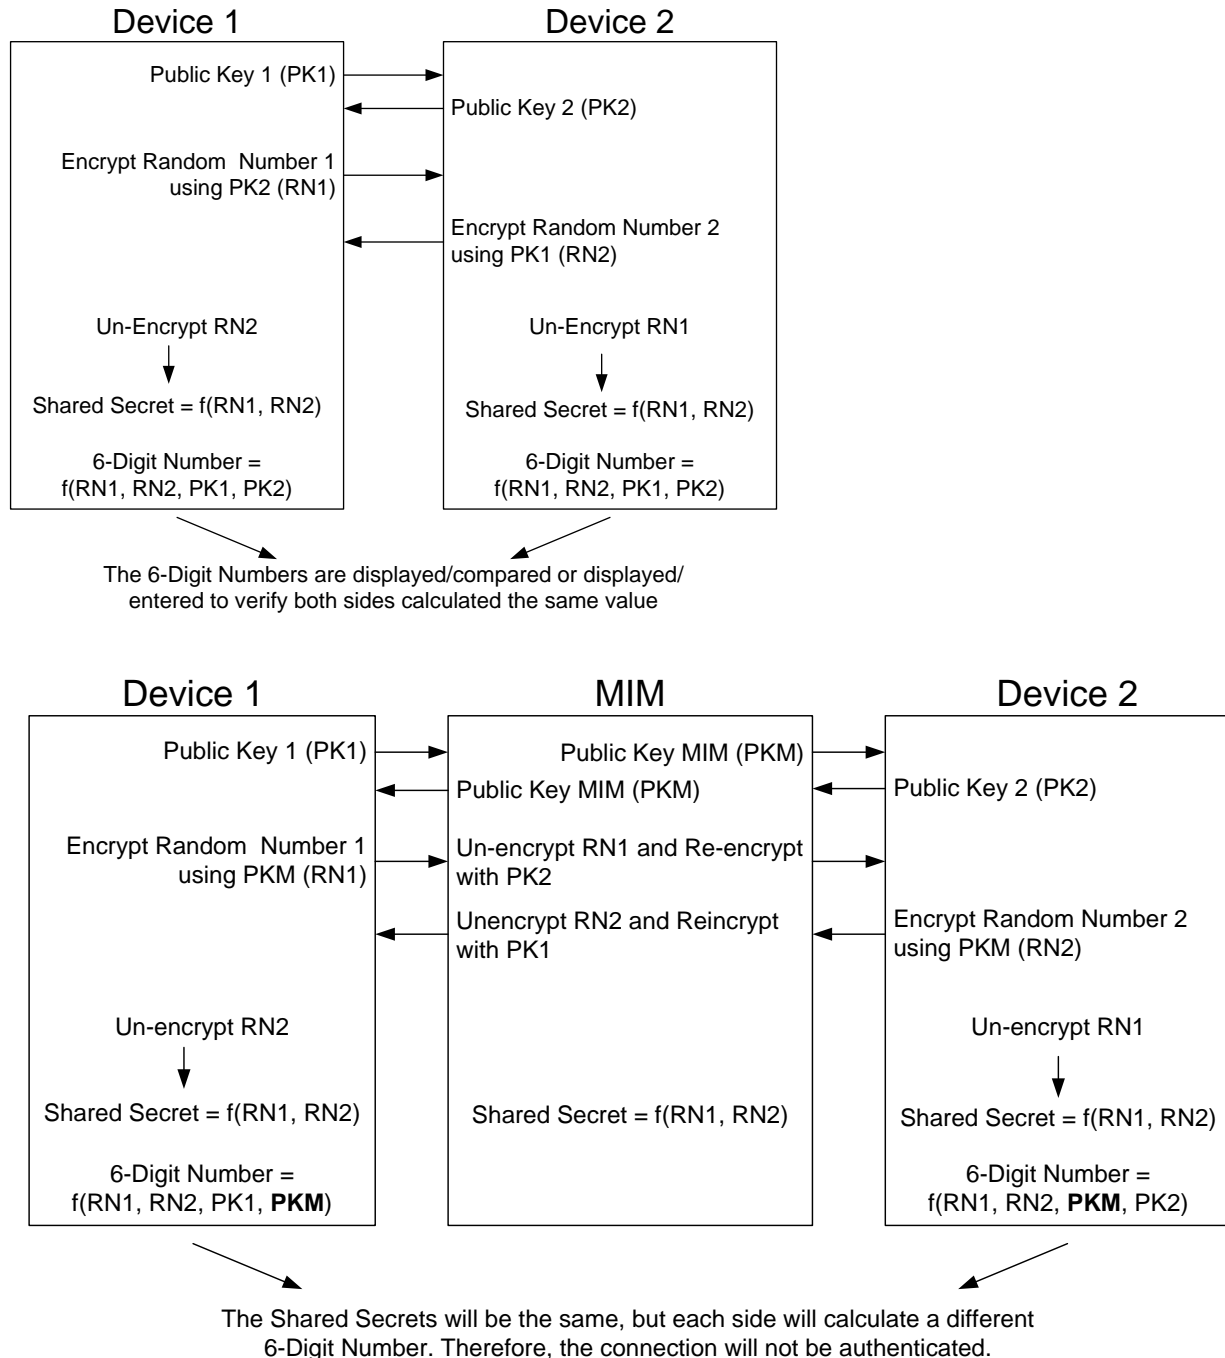 Device 1
Device 2
Public Key 1 (PK1)
Public Key 2 (PK2)
Encrypt Random Number 1
using PK2 (RN1)
Encrypt Random Number 2
using PK1 (RN2)
Un-Encrypt RN2
Un-Encrypt RN1
Shared Secret = f(RN1, RN2)
Shared Secret = f(RN1, RN2)
6-Digit Number =
f(RN1, RN2, PK1, PK2)
6-Digit Number =
f(RN1, RN2, PK1, PK2)
The 6-Digit Numbers are displayed/compared or displayed/
entered to verify both sides calculated the same value
Device 1
MIM
Device 2
Public Key 1 (PK1)
Public Key MIM (PKM)
Public Key MIM (PKM)
Public Key 2 (PK2)
Encrypt Random Number 1
using PKM (RN1)
Un-encrypt RN1 and Re-encrypt
with PK2
Unencrypt RN2 and Reincrypt
with PK1
Encrypt Random Number 2
using PKM (RN2)
Un-encrypt RN2
Un-encrypt RN1
Shared Secret = f(RN1, RN2)
Shared Secret = f(RN1, RN2)
Shared Secret = f(RN1, RN2)
6-Digit Number =
f(RN1, RN2, PK1, PKM)
6-Digit Number =
f(RN1, RN2, PKM, PK2)
The Shared Secrets will be the same, but each side will calculate a different
6-Digit Number. Therefore, the connection will not be authenticated.